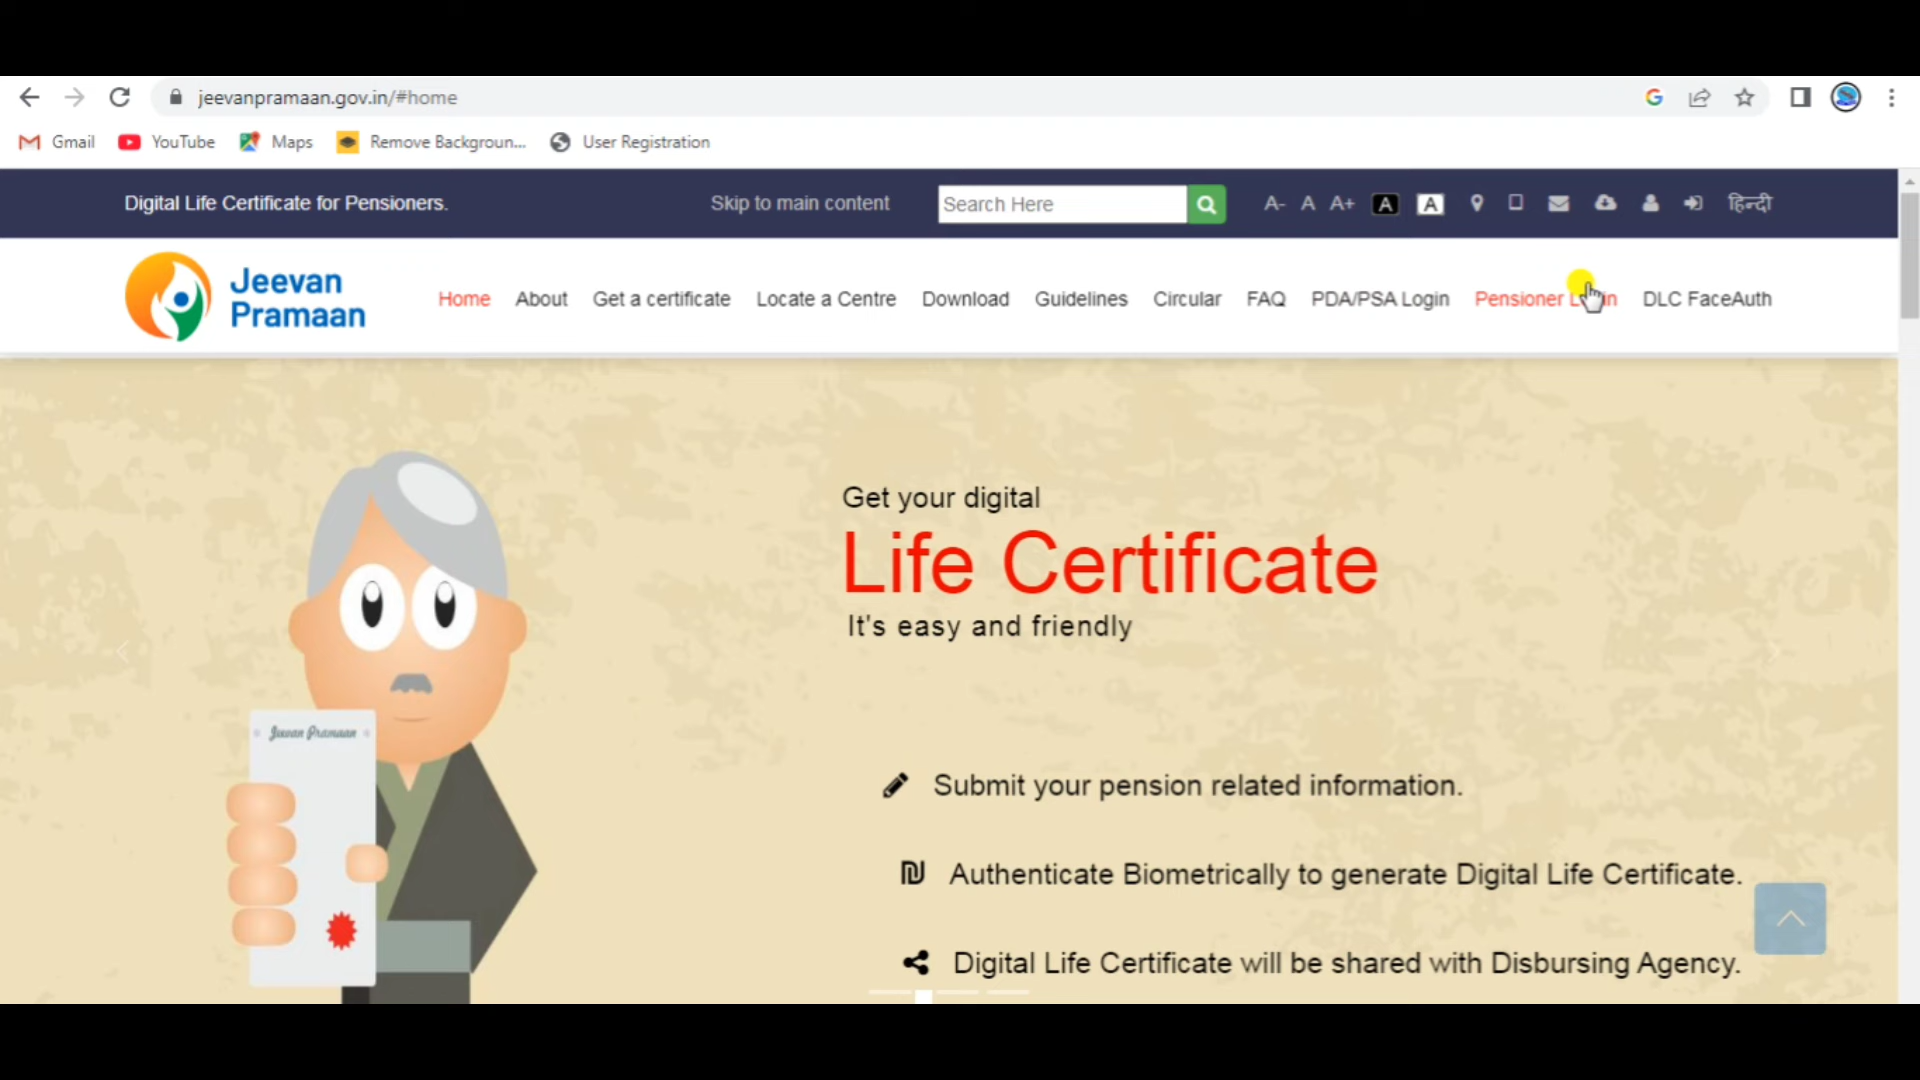 jeevanpramaan.gov.in/#home
Gmail YouTube Maps Remove Backgroun... User Registration
Digital Life Certificate for Pensioners. Skip to main content Search Here A- A A+ A A हिन्दी
Jeevan
Pramaan
Home About Get a certificate Locate a Centre Download Guidelines Circular FAQ PDA/PSA Login Pensioner DLC FaceAuth
Get your digital
Life Certificate
It's easy and friendly
Jeevan Pramaan
Submit your pension related information.
Authenticate Biometrically to generate Digital Life Certificate.
Digital Life Certificate will be shared with Disbursing Agency.